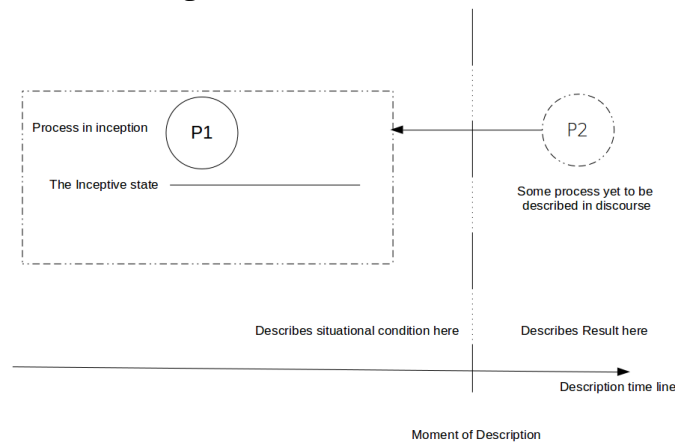 Process in inception
P1
P2
The Inceptive state
Some process yet to be
described in discourse
Describes situational condition here
Describes Result here
Description time line
Moment of Description